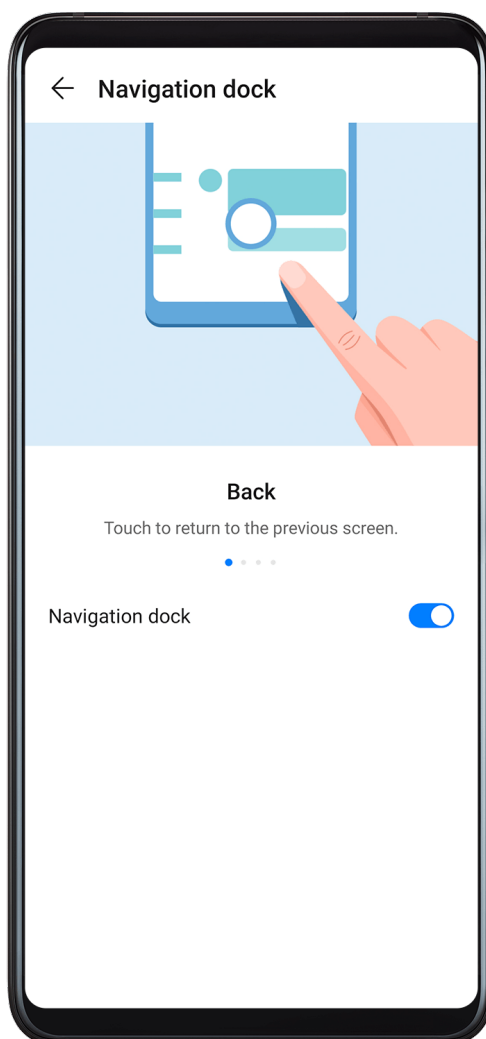 Navigation dock
Back
Touch to return to the previous screen.
Navigation dock